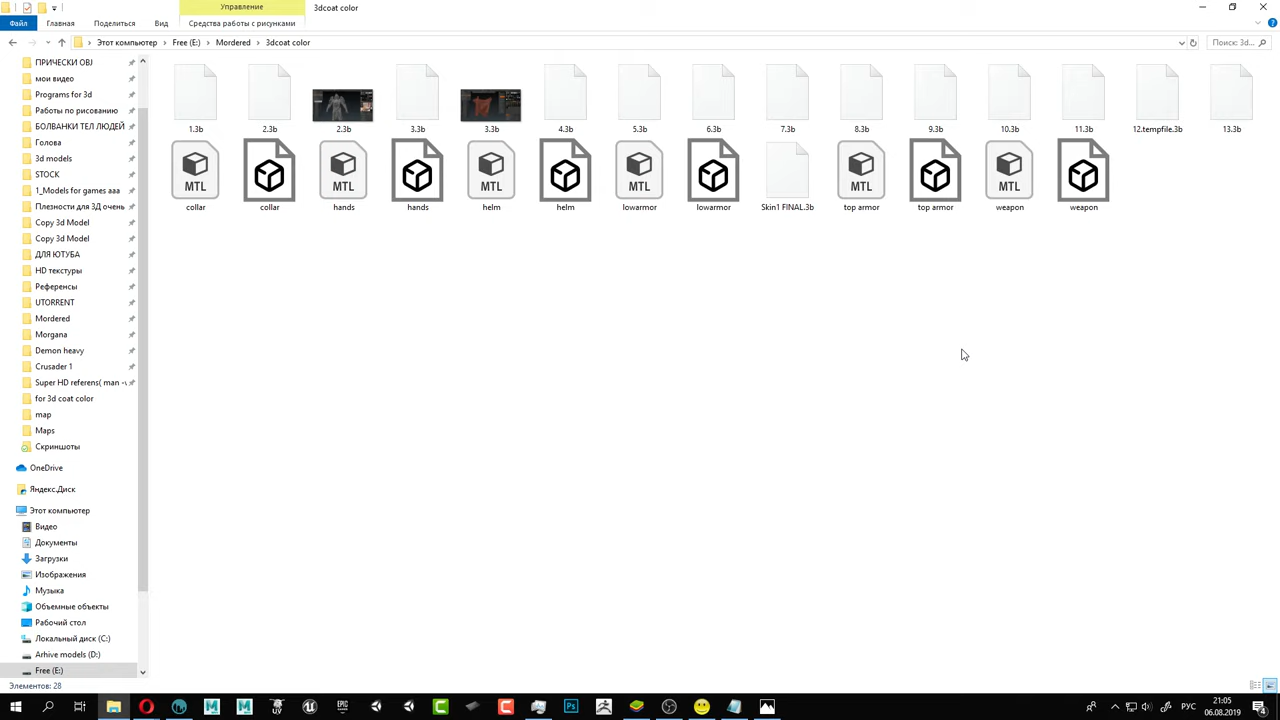 Управление
3dcoat color
Файл
Главная
Поделиться
Вид
Средства работы с рисунками
Этот компьютер > Free (E:) > Mordered > 3dcoat color
Поиск: 3d...
ПРИЧЕСКИ OBJ
мои видео
Programs for 3d
Работы по рисованию
БОЛВАНКИ ТЕЛ ЛЮДЕЙ
Голова
3d models
STOCK
1_Models for games aaa
Плезности для 3Д очень
Copy 3d Model
Copy 3d Model
ДЛЯ ЮТУБА
HD текстуры
Референсы
UTORRENT
Mordered
Morgana
Demon heavy
Crusader 1
Super HD referens( man -
for 3d coat color
map
Maps
Скриншоты
OneDrive
Яндекс.Диск
Этот компьютер
Видео
Документы
Загрузки
Изображения
Музыка
Объемные объекты
Рабочий стол
Локальный диск (C:)
Arhive models (D:)
Free (E:)
1.3b
2.3b
2.3b
3.3b
3.3b
4.3b
5.3b
6.3b
7.3b
8.3b
9.3b
10.3b
11.3b
12.tempfile.3b
13.3b
MTL
MTL
MTL
MTL
MTL
MTL
collar
collar
hands
hands
helm
helm
lowarmor
lowarmor
Skin1 FINAL.3b
top armor
top armor
weapon
weapon
Элементов: 28
MTL
M
M
UV
EPIC
C
C
Ps
РУС
21:05
06.08.2019
4